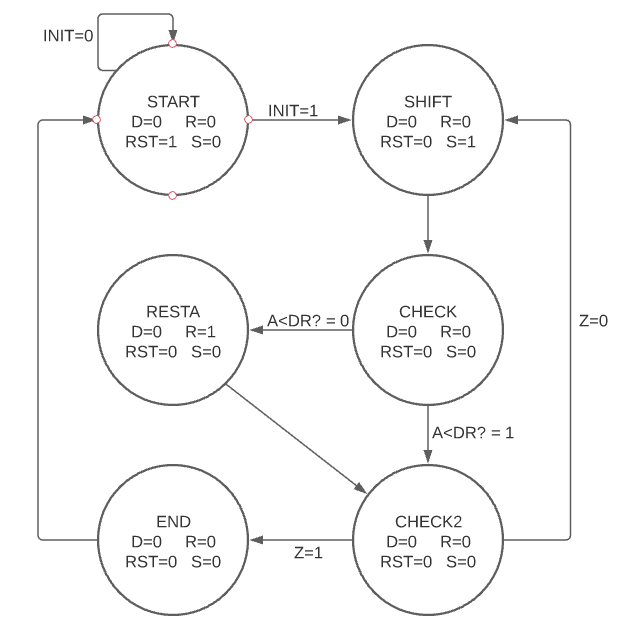 INIT=0
START
D=0 R=0
RST=1 S=0
INIT=1
SHIFT
D=0 R=0
RST=0 S=1
RESTA
D=0 R=1
RST=0 S=0
A<DR? = 0
CHECK
D=0 R=0
RST=0 S=0
Z=0
A<DR? = 1
END
D=0 R=0
RST=0 S=0
Z=1
CHECK2
D=0 R=0
RST=0 S=0